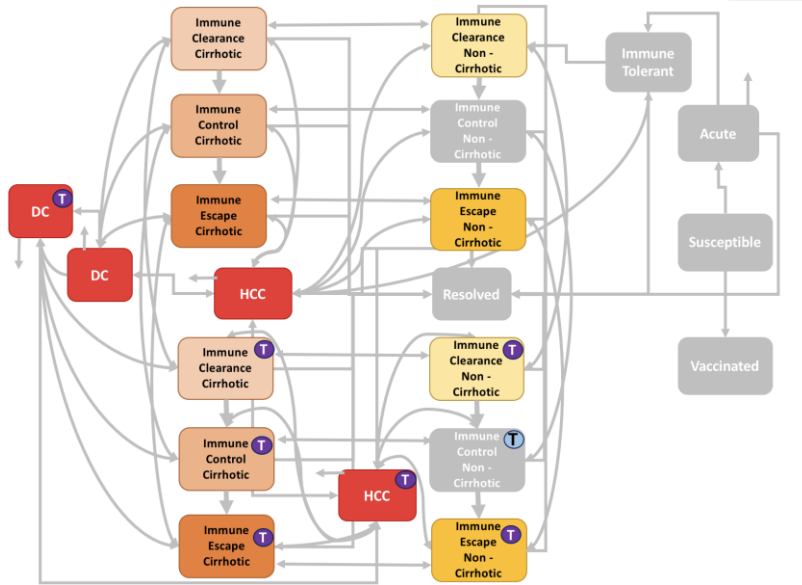 Immune
Clearance
Cirrhotic
Immune
Clearance
Non -
Cirrhotic
Immune
Tolerant
Immune
Control
Cirrhotic
Immune
Control
Non -
Cirrhotic
Acute
DC
T
Immune
Escape
Cirrhotic
Immune
Escape
Non -
Cirrhotic
Susceptible
DC
HCC
Resolved
Immune
Clearance
Cirrhotic
T
Immune
Clearance
Non -
Cirrhotic
T
Vaccinated
Immune
Control
Cirrhotic
T
Immune
Control
Non -
Cirrhotic
T
HCC
T
Immune
Escape
Cirrhotic
T
Immune
Escape
Non -
Cirrhotic
T